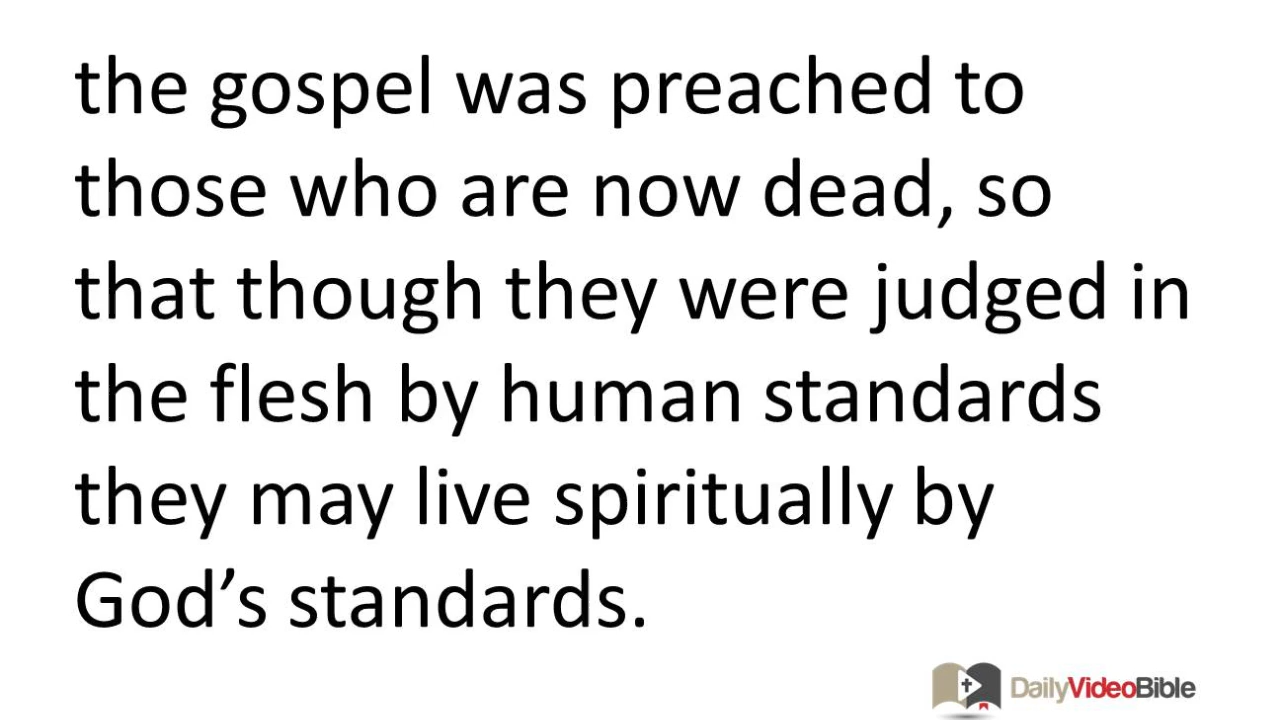 the gospel was preached to
those who are now dead, so
that though they were judged in
the flesh by human standards
they may live spiritually by
God’s standards.
DailyVideoBible